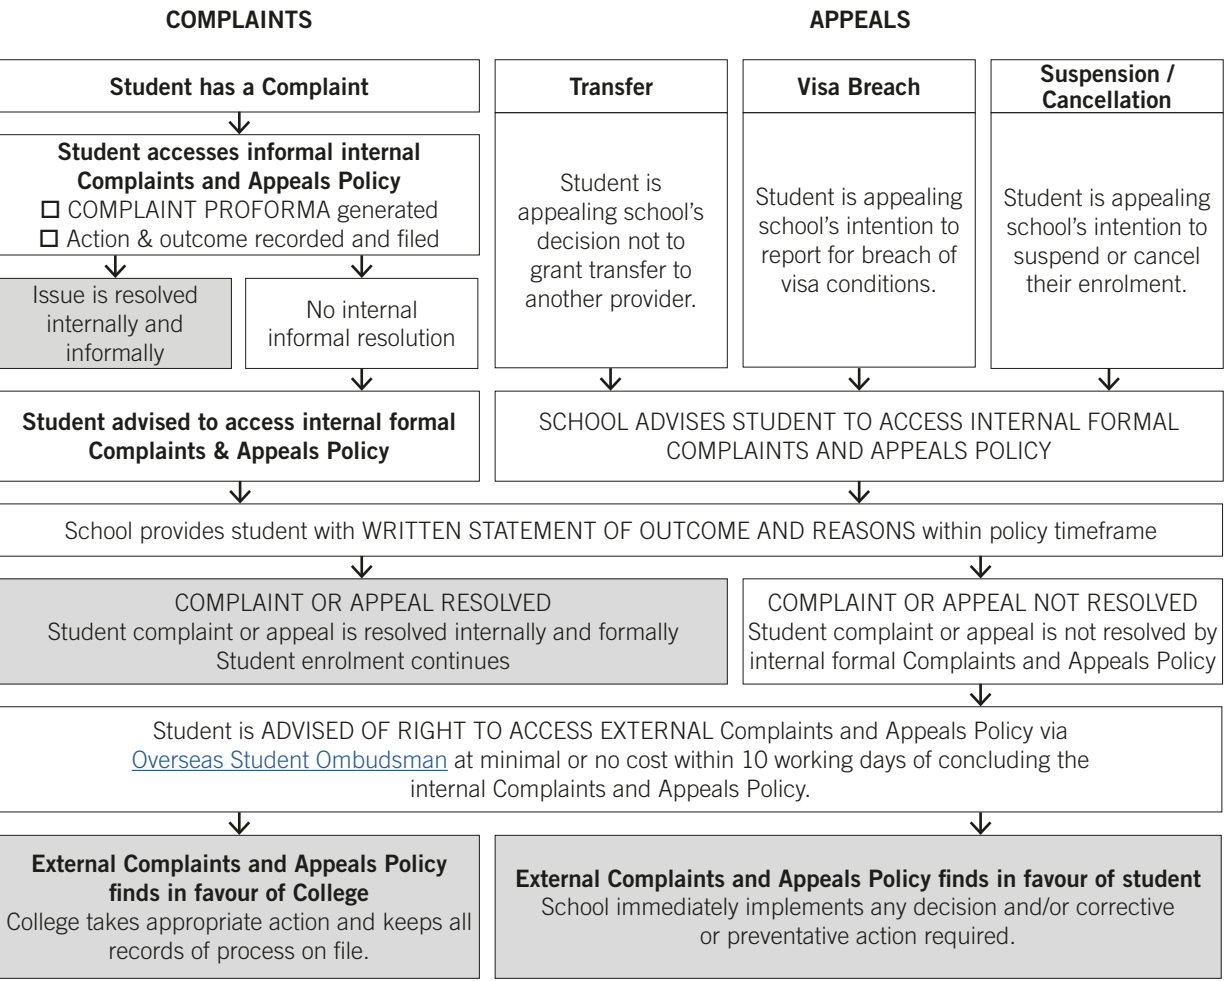 COMPLAINTS
APPEALS
Student has a Complaint
Transfer
Visa Breach
Suspension /
Cancellation
Student accesses informal internal
Complaints and Appeals Policy
☐ COMPLAINT PROFORMA generated
☐ Action & outcome recorded and filed
Issue is resolved
internally and
informally
No internal
informal resolution
Student is
appealing school's
decision not to
grant transfer to
another provider.
Student is appealing
school's intention to
report for breach of
visa conditions.
Student is appealing
school's intention to
suspend or cancel
their enrolment.
Student advised to access internal formal
Complaints & Appeals Policy
SCHOOL ADVISES STUDENT TO ACCESS INTERNAL FORMAL
COMPLAINTS AND APPEALS POLICY
School provides student with WRITTEN STATEMENT OF OUTCOME AND REASONS within policy timeframe
COMPLAINT OR APPEAL RESOLVED
Student complaint or appeal is resolved internally and formally
Student enrolment continues
COMPLAINT OR APPEAL NOT RESOLVED
Student complaint or appeal is not resolved by
internal formal Complaints and Appeals Policy
Student is ADVISED OF RIGHT TO ACCESS EXTERNAL Complaints and Appeals Policy via
Overseas Student Ombudsman at minimal or no cost within 10 working days of concluding the
internal Complaints and Appeals Policy.
External Complaints and Appeals Policy
finds in favour of College
College takes appropriate action and keeps all
records of process on file.
External Complaints and Appeals Policy finds in favour of student
School immediately implements any decision and/or corrective
or preventative action required.